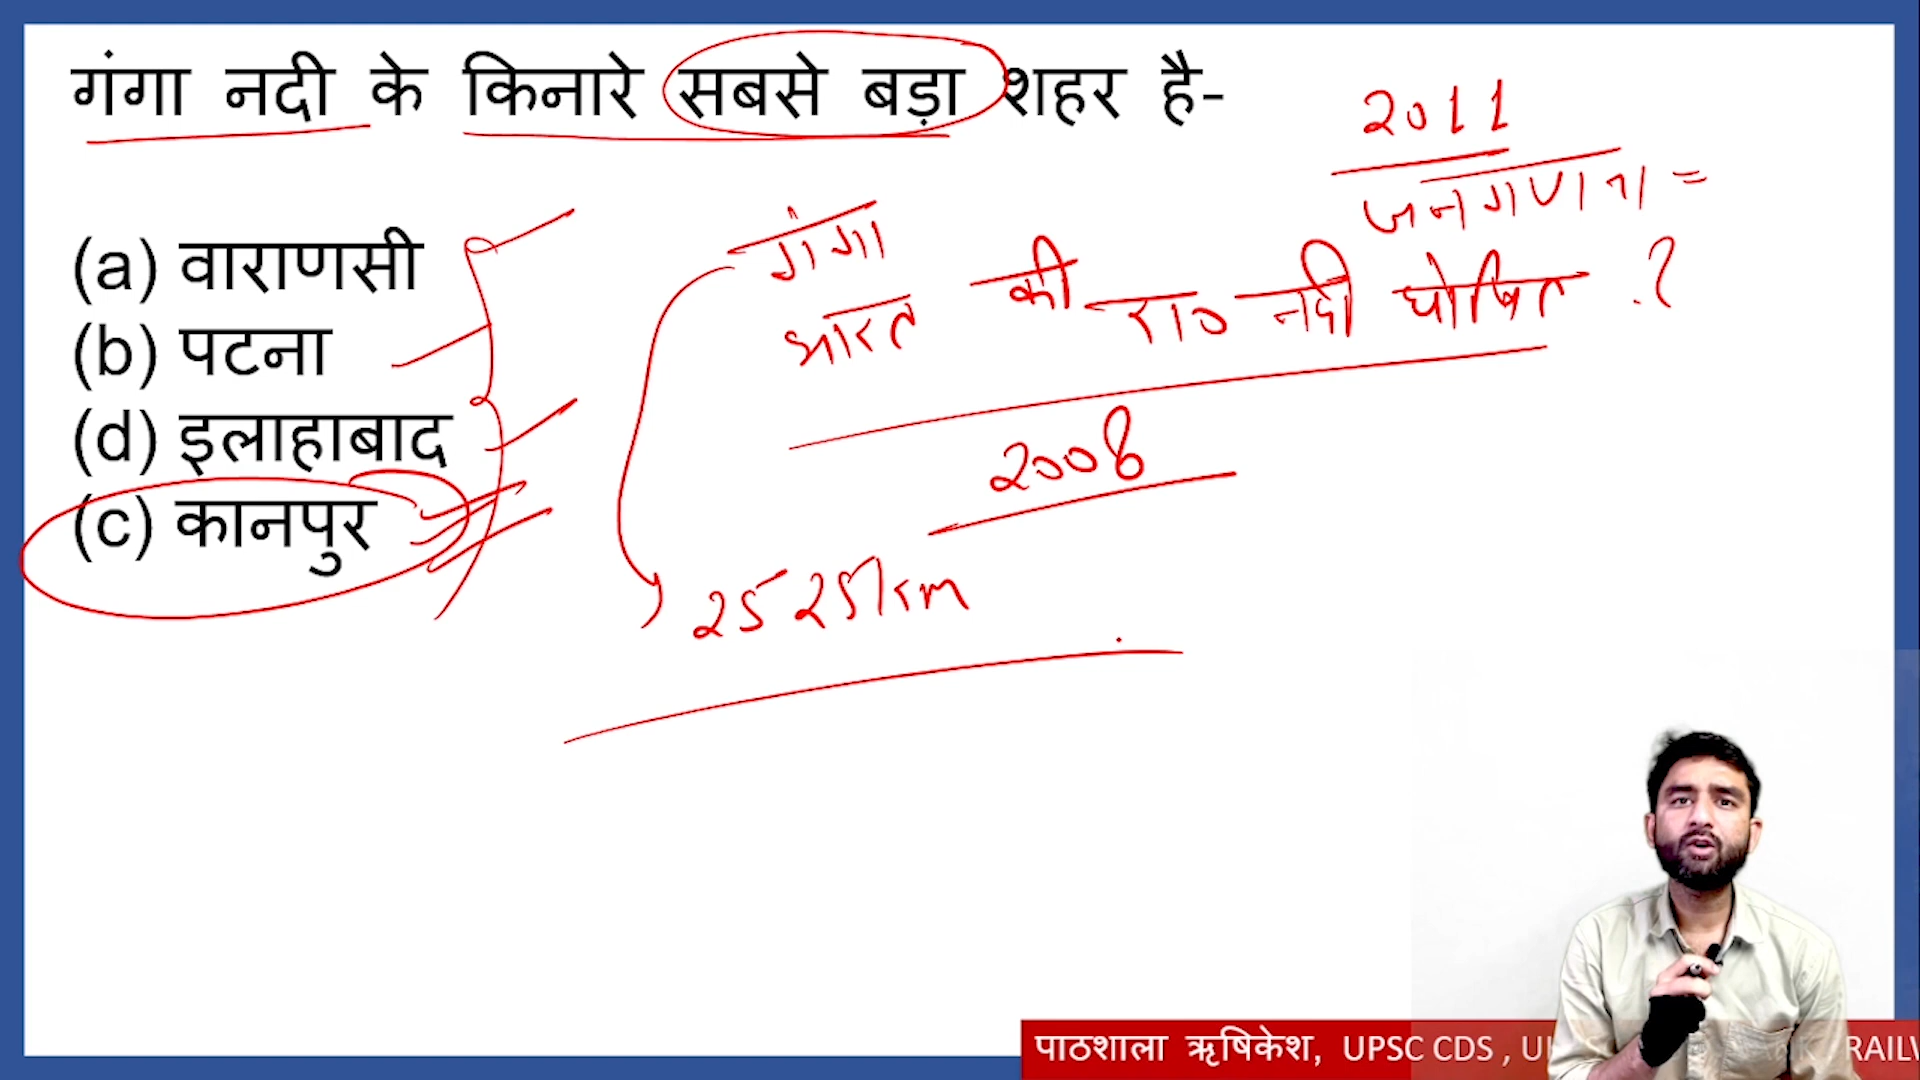 गंगा नदी के किनारे सबसे बड़ा शहर है-
2011
जनगणना =
(a) वाराणसी
(b) पटना
(d) इलाहाबाद
(c) कानपुर
गंगा
भारत की रा० नदी घोषित ?
2008
2525km
पाठशाला ऋषिकेश, UPSC CDS , U